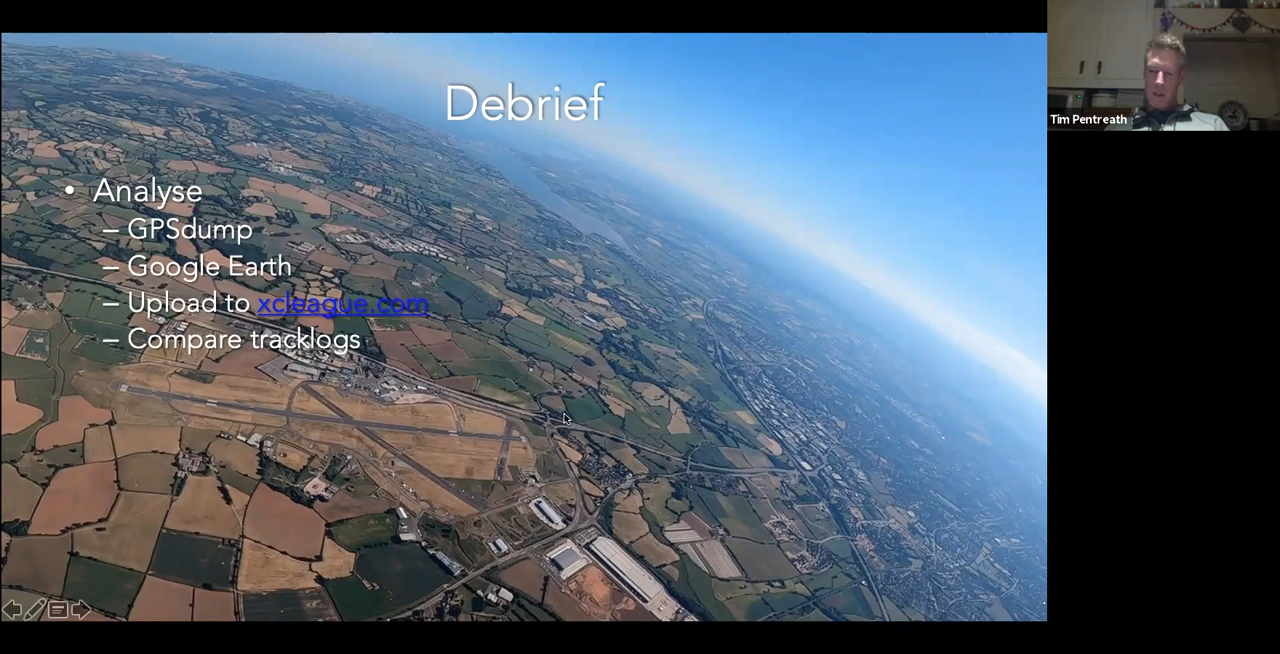 Debrief
• Analyse
– GPSdump
– Google Earth
– Upload to xcleague.com
– Compare tracklogs
Tim Pentreath